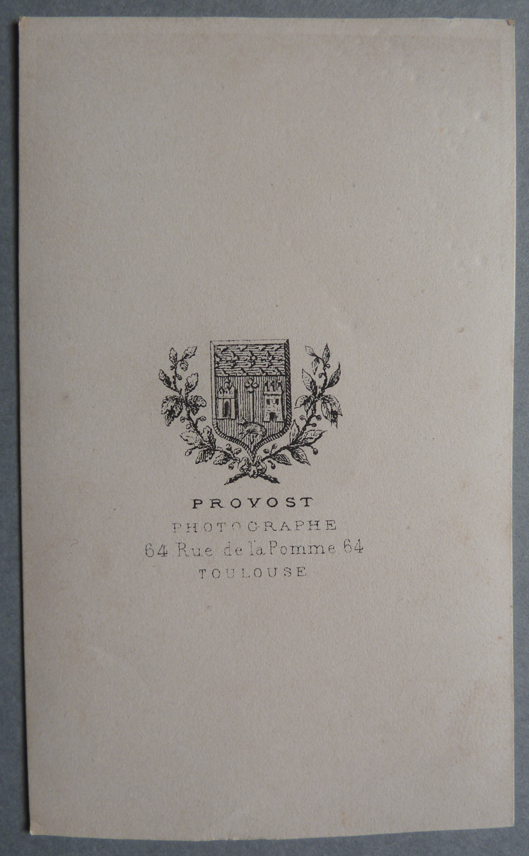 PROVOST
PHOTOGRAPHE
64 Rue de la Pomme 64
TOULOUSE